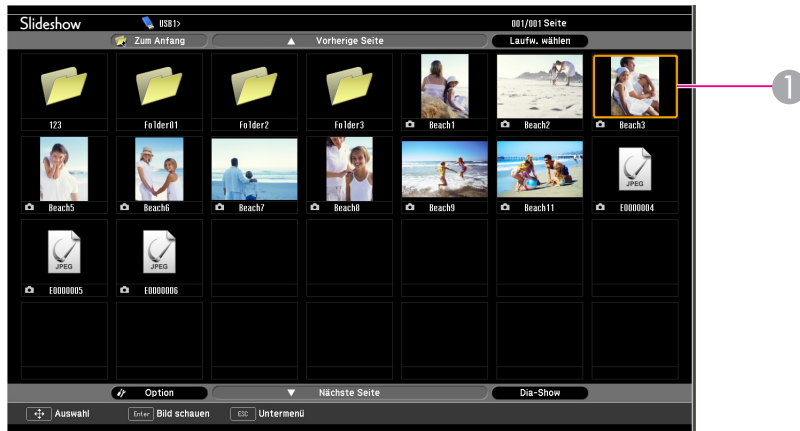 Slideshow USB1> 001/001 Seite
Zum Anfang ▲ Vorherige Seite Laufw. wählen
123 Folder01 Folder2 Folder3 Beach1 Beach2 Beach3
1
Beach5 Beach6 Beach7 Beach8 Beach9 Beach11 JPEG E0000004
JPEG E0000005 JPEG E0000006
Option ▼ Nächste Seite Dia-Show
Auswahl Enter Bild schauen ESC Untermenü